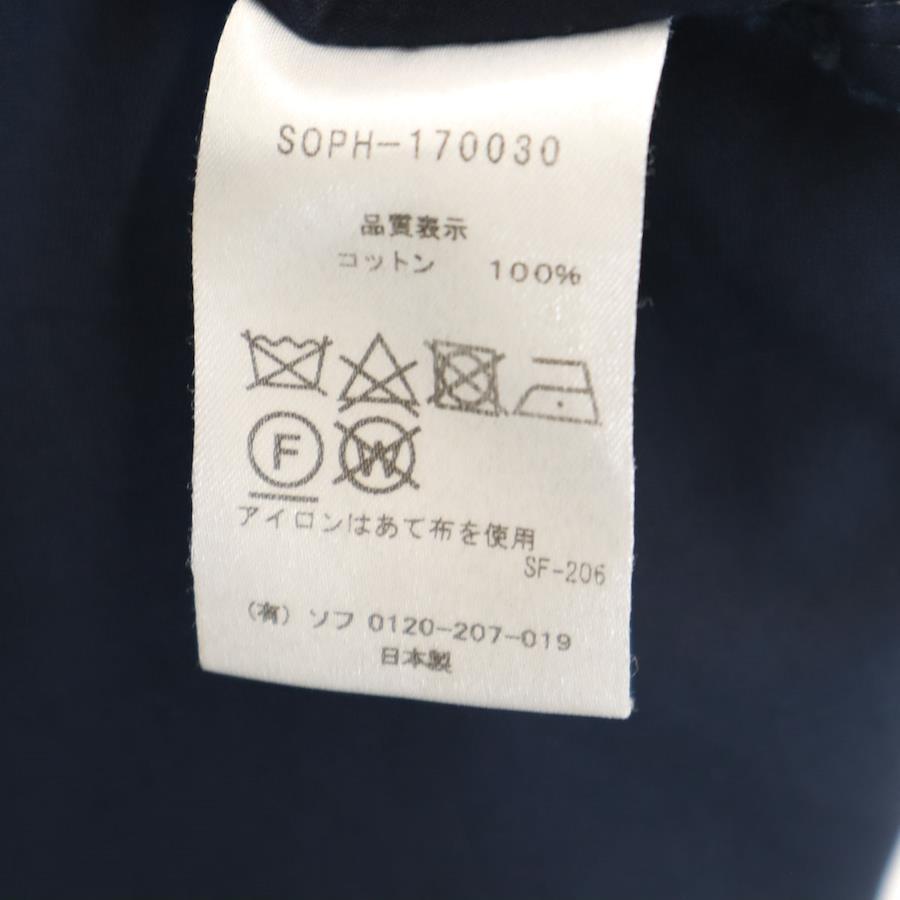 SOPH-170030
品質表示
コットン 100%
F W
アイロンはあて布を使用
SF-206
(有) ソフ 0120-207-019
日本製